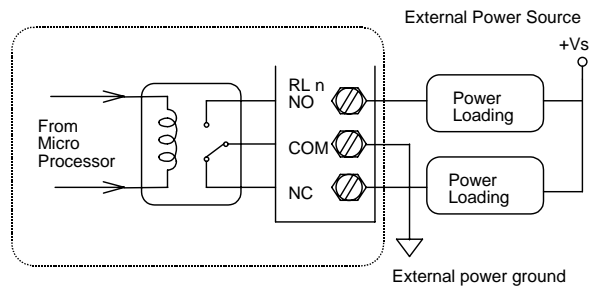 External Power Source
+Vs
RL n
NO
Power
Loading
From
Micro
Processor
COM
NC
Power
Loading
External power ground